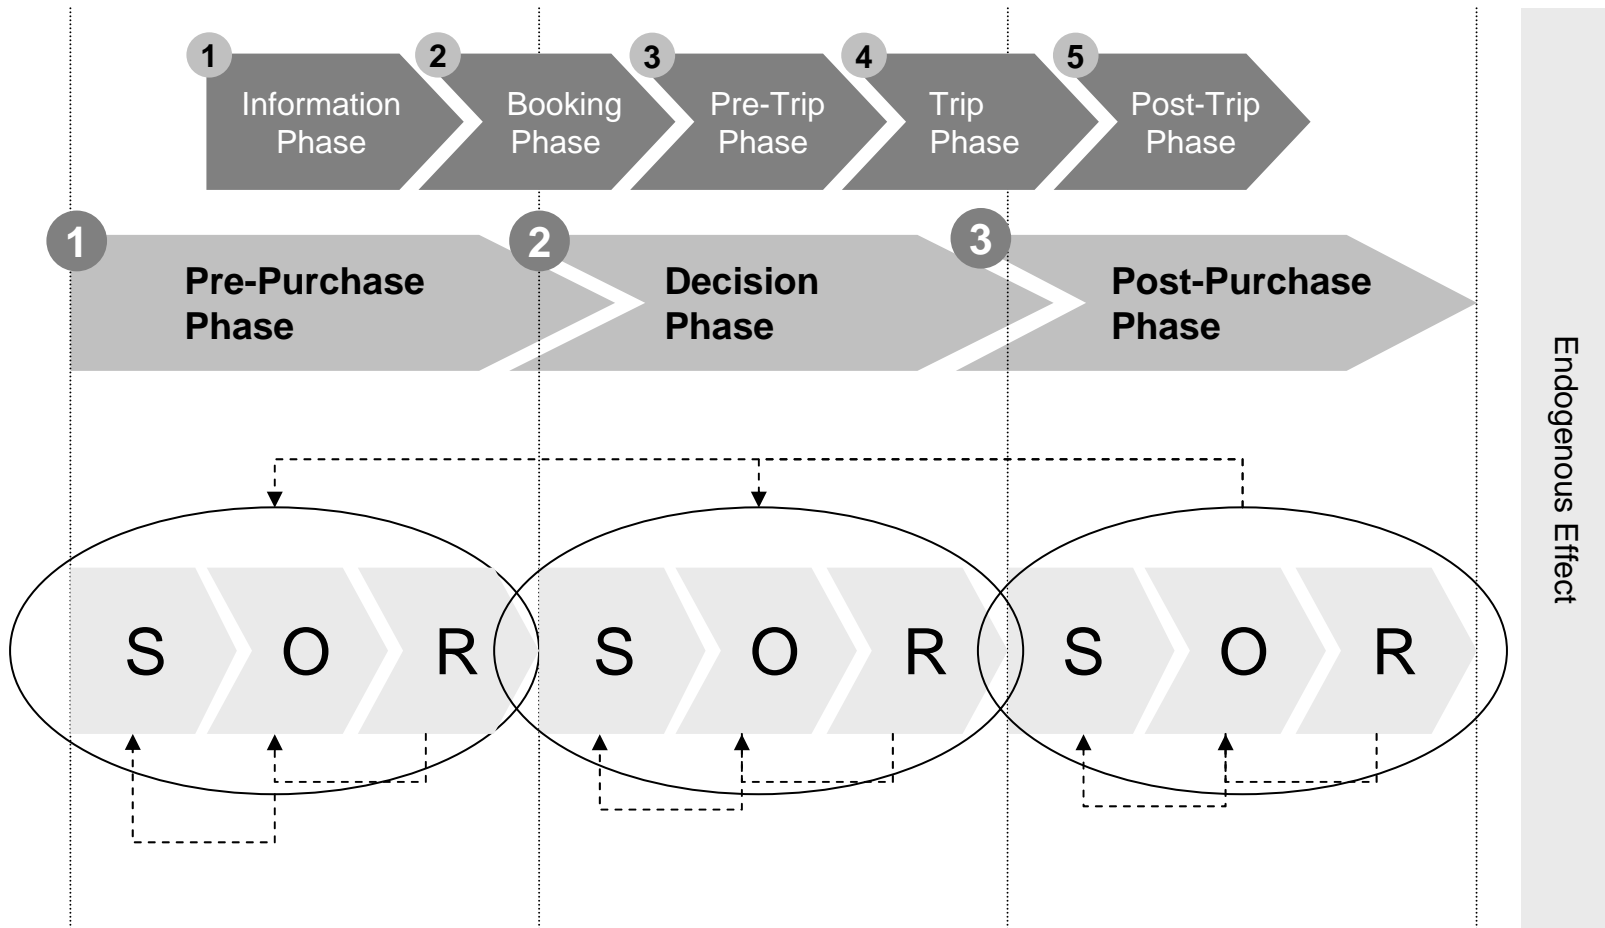 1
2
3
4
5
Information
Phase
Booking
Phase
Pre-Trip
Phase
Trip
Phase
Post-Trip
Phase
1
2
3
Pre-Purchase
Phase
Decision
Phase
Post-Purchase
Phase
S O R S O R S O R
Endogenous Effect